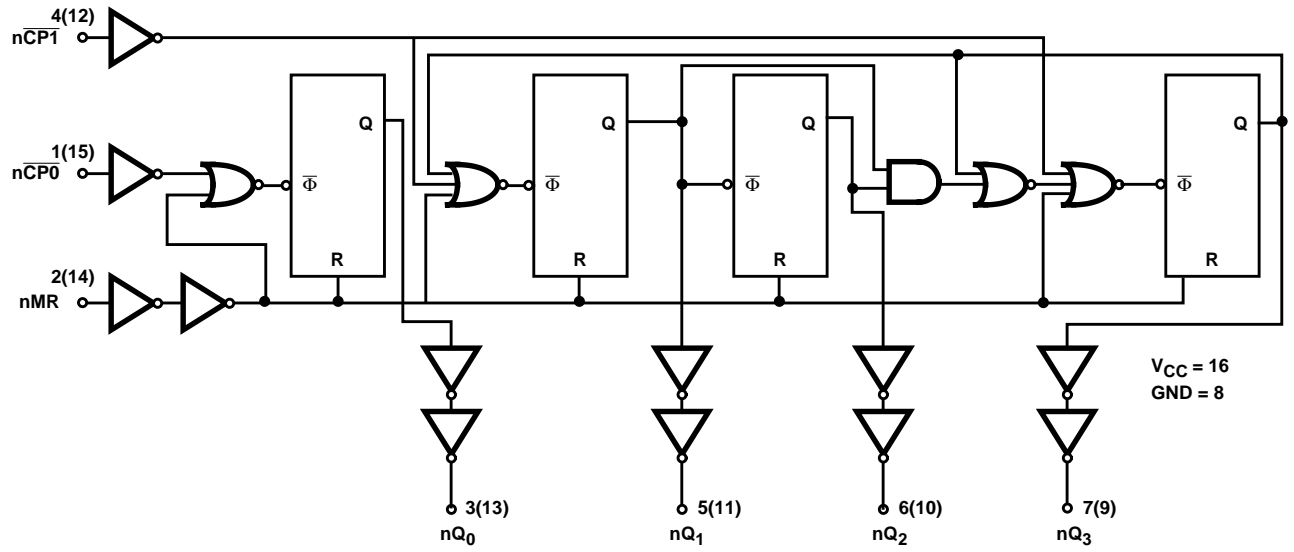 4(12)
nCP1
1(15)
nCP0
2(14)
nMR
Q
Φ
R
Q
Φ
R
Q
Φ
R
Q
Φ
R
3(13)
nQ0
5(11)
nQ1
6(10)
nQ2
7(9)
nQ3
VCC = 16
GND = 8